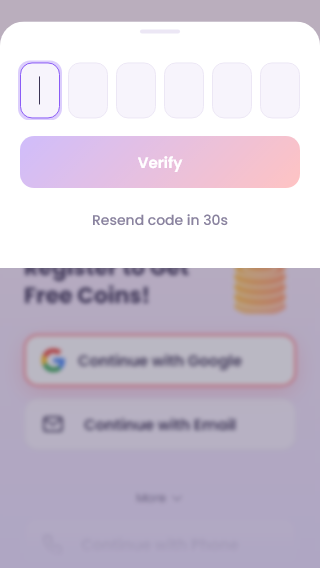 Verify
Resend code in 30s
Register to Get
Free Coins!
Continue with Google
Continue with Email
More
Continue with Phone